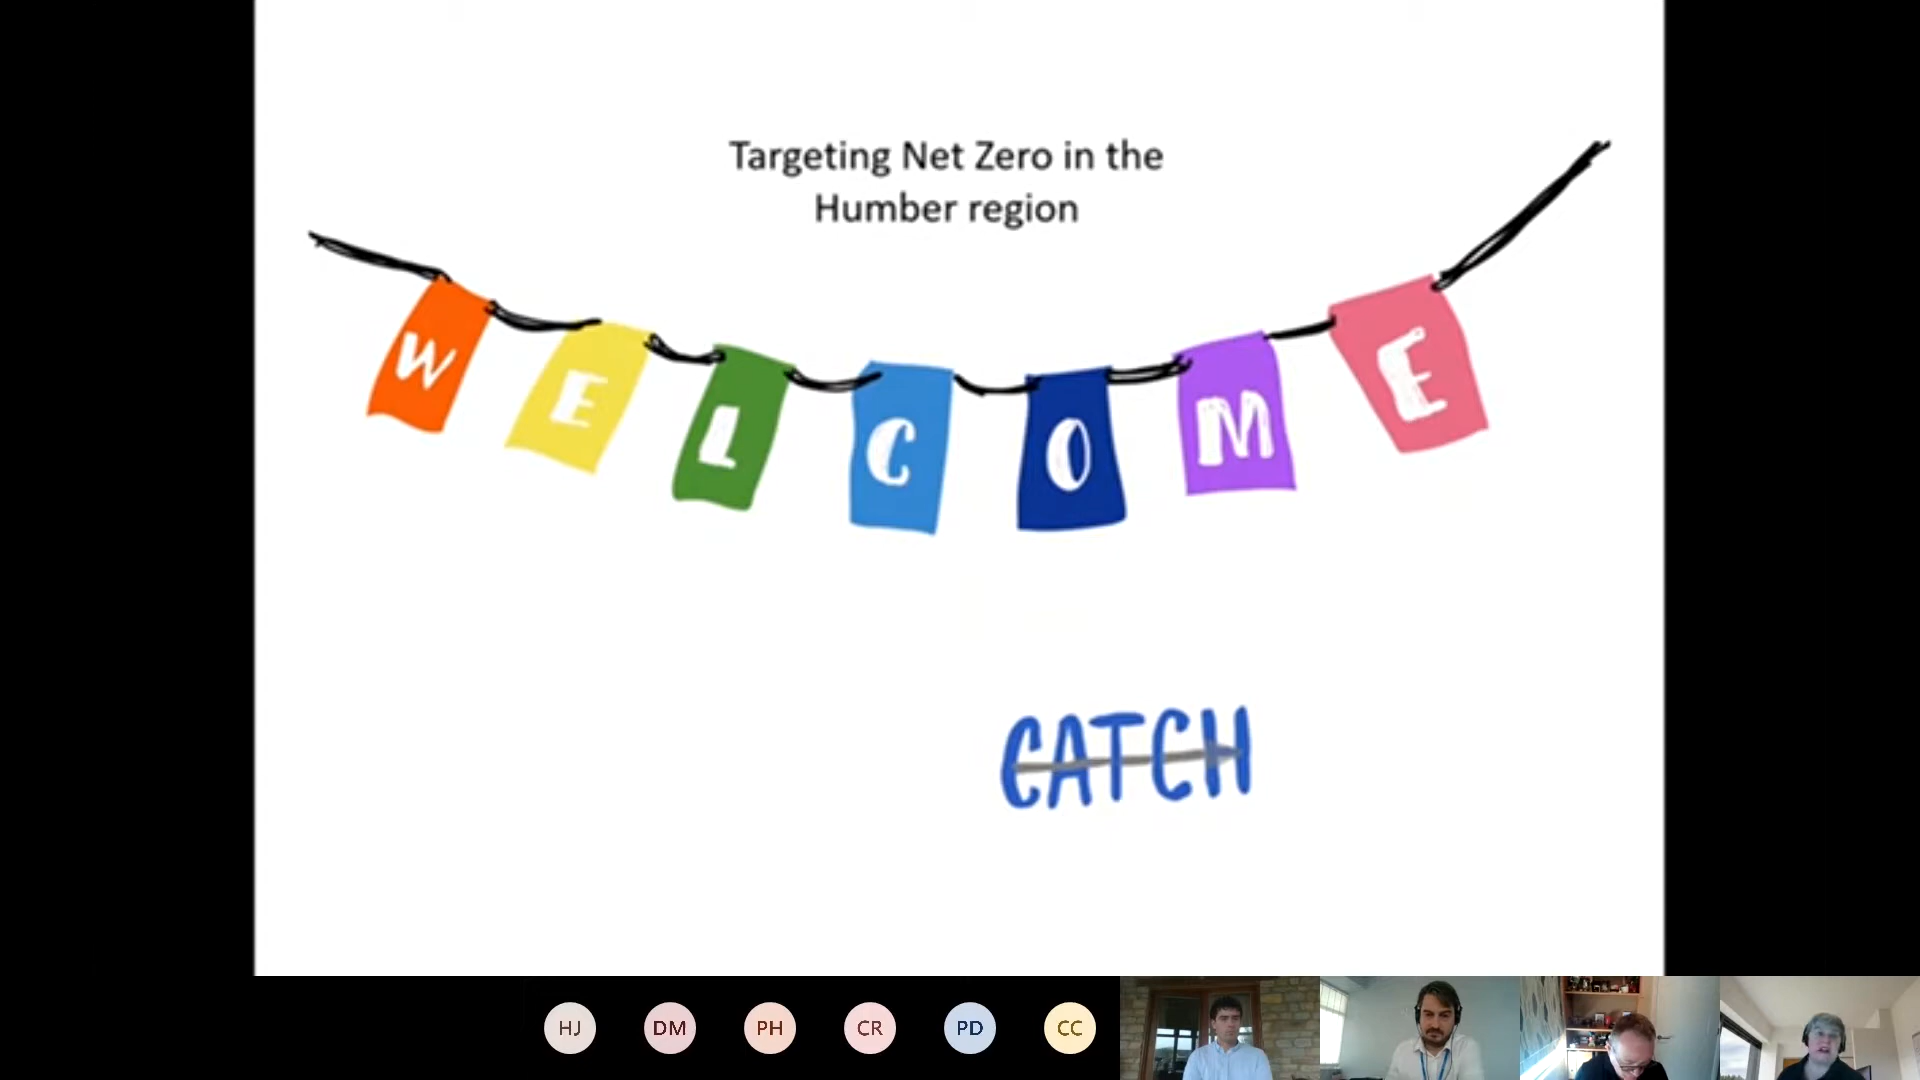 Targeting Net Zero in the
Humber region
WELCOME
CATCH
HJ DM PH CR PD CC